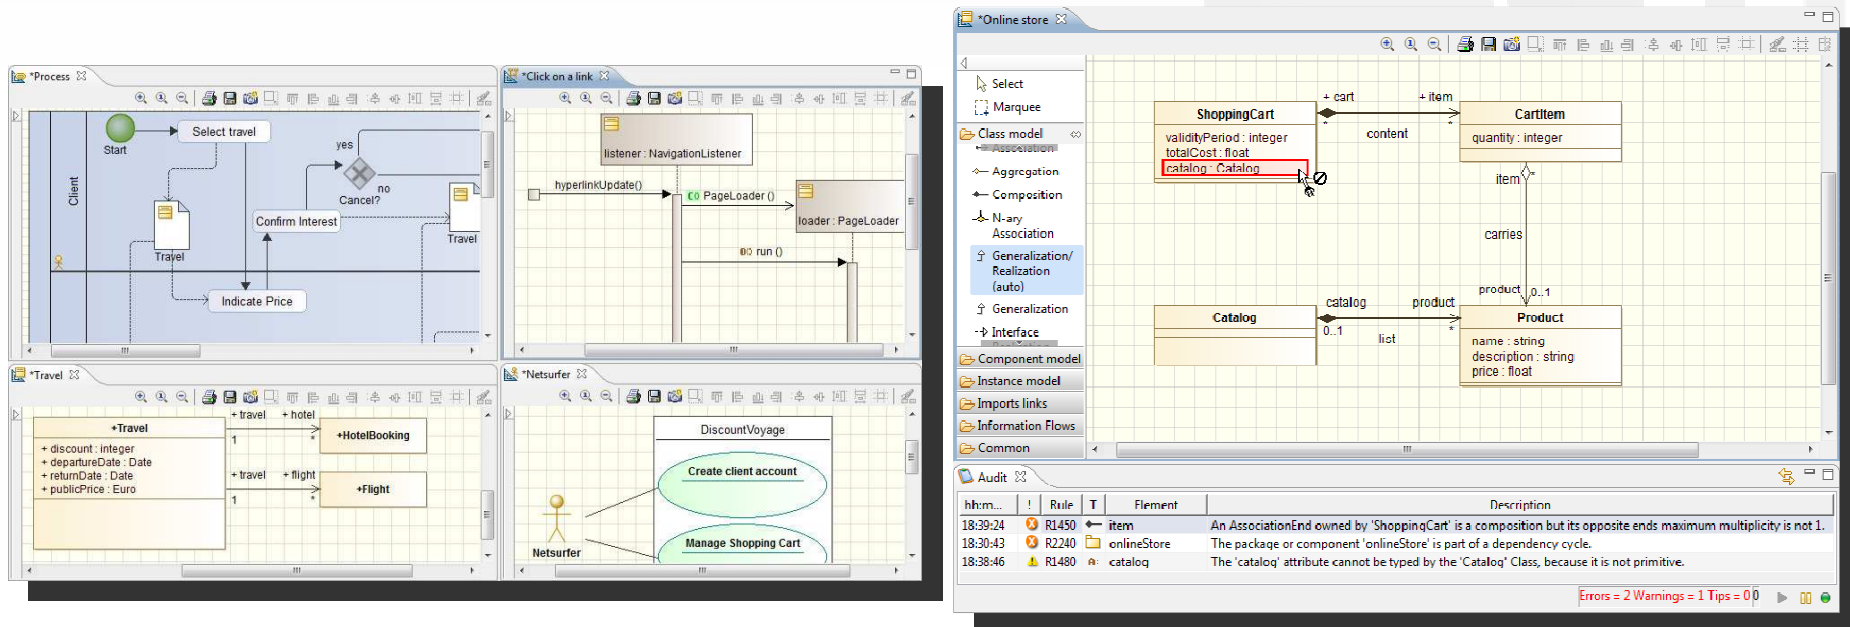 *Process
Select travel
Start
yes
no
Cancel?
Client
Confirm Interest
Travel
Travel
Indicate Price
*Click on a link
listener : NavigationListener
hyperlinkUpdate()
PageLoader ()
loader : PageLoader
run ()
*Travel
+Travel
+ discount : integer
+ departureDate : Date
+ returnDate : Date
+ publicPrice : Euro
+ travel + hotel
1 *
+HotelBooking
+ travel + flight
1 *
+Flight
*Netsurfer
DiscountVoyage
Create client account
Manage Shopping Cart
Netsurfer
*Online store
Select
Marquee
Class model
Association
Aggregation
Composition
N-ary
Association
Generalization/
Realization
(auto)
Generalization
Interface
Component model
Instance model
Imports links
Information Flows
Common
ShoppingCart
validityPeriod : integer
totalCost : float
catalog : Catalog
+ cart + item
* *
content
CartItem
quantity : integer
item *
carries
product 0..1
Catalog
catalog product
0..1 *
list
Product
name : string
description : string
price : float
Audit
hh:m... ! Rule T Element Description
18:39:24 R1450 item An AssociationEnd owned by 'ShoppingCart' is a composition but its opposite ends maximum multiplicity is not 1.
18:30:43 R2240 onlineStore The package or component 'onlineStore' is part of a dependency cycle.
18:38:46 R1480 catalog The 'catalog' attribute cannot be typed by the 'Catalog' Class, because it is not primitive.
Errors = 2 Warnings = 1 Tips = 0 0